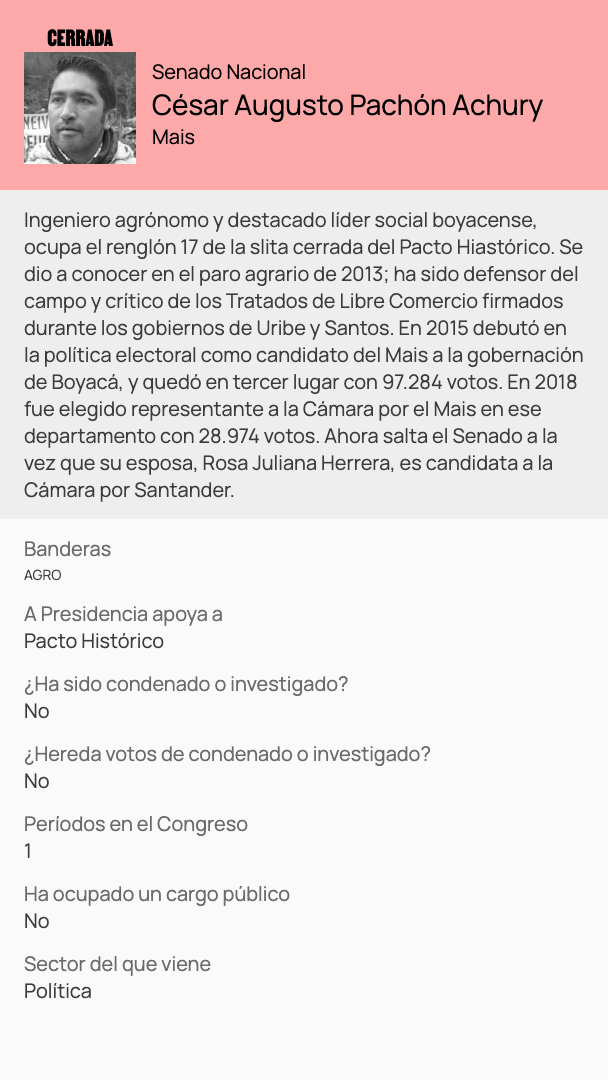 CERRADA
Senado Nacional
César Augusto Pachón Achury
Mais
Ingeniero agrónomo y destacado líder social boyacense,
ocupa el renglón 17 de la slita cerrada del Pacto Hiastórico. Se
dio a conocer en el paro agrario de 2013; ha sido defensor del
campo y crítico de los Tratados de Libre Comercio firmados
durante los gobiernos de Uribe y Santos. En 2015 debutó en
la política electoral como candidato del Mais a la gobernación
de Boyacá, y quedó en tercer lugar con 97.284 votos. En 2018
fue elegido representante a la Cámara por el Mais en ese
departamento con 28.974 votos. Ahora salta el Senado a la
vez que su esposa, Rosa Juliana Herrera, es candidata a la
Cámara por Santander.
Banderas
AGRO
A Presidencia apoya a
Pacto Histórico
¿Ha sido condenado o investigado?
No
¿Hereda votos de condenado o investigado?
No
Períodos en el Congreso
1
Ha ocupado un cargo público
No
Sector del que viene
Política